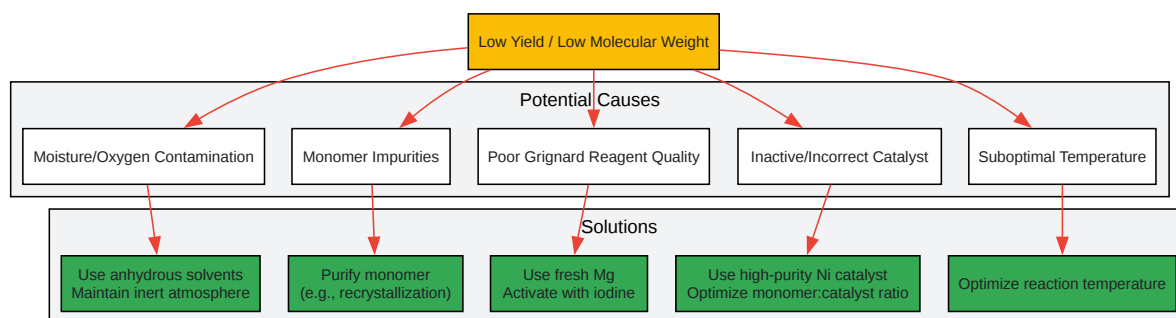 Low Yield / Low Molecular Weight
Potential Causes
Moisture/Oxygen Contamination
Monomer Impurities
Poor Grignard Reagent Quality
Inactive/Incorrect Catalyst
Suboptimal Temperature
Solutions
Use anhydrous solvents
Maintain inert atmosphere
Purify monomer
(e.g., recrystallization)
Use fresh Mg
Activate with iodine
Use high-purity Ni catalyst
Optimize monomer:catalyst ratio
Optimize reaction temperature